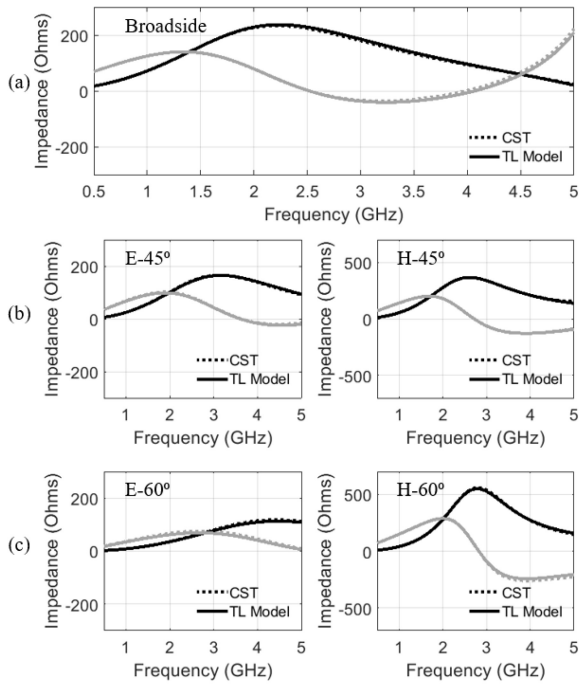 (a)
Broadside
Impedance (Ohms)
200
0
-200
CST
TL Model
0.5 1 1.5 2 2.5 3 3.5 4 4.5 5
Frequency (GHz)
(b)
E-45º
Impedance (Ohms)
200
0
-200
CST
TL Model
1 2 3 4 5
Frequency (GHz)
H-45º
Impedance (Ohms)
500
0
-500
CST
TL Model
1 2 3 4 5
Frequency (GHz)
(c)
E-60º
Impedance (Ohms)
200
0
-200
CST
TL Model
1 2 3 4 5
Frequency (GHz)
H-60º
Impedance (Ohms)
500
0
-500
CST
TL Model
1 2 3 4 5
Frequency (GHz)